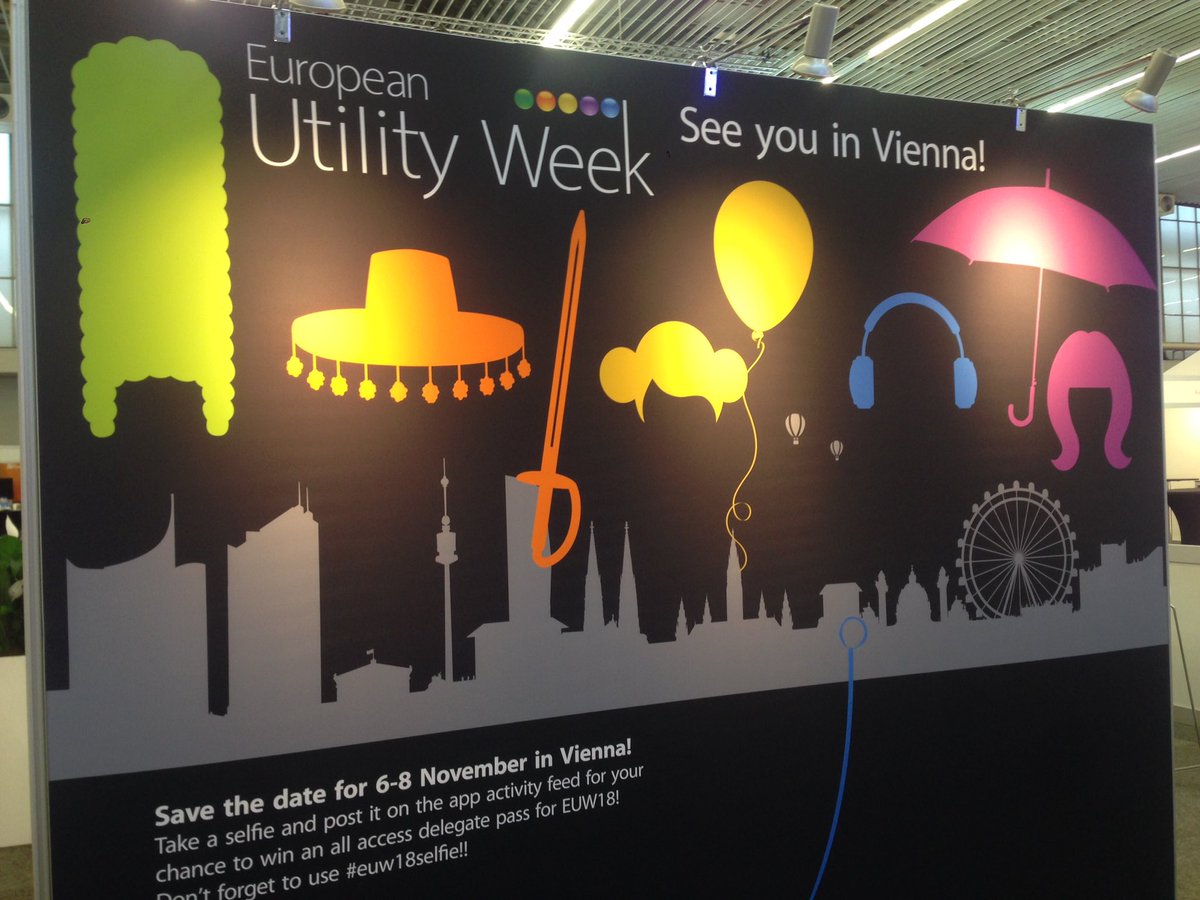 European
Utility Week
See you in Vienna!
Save the date for 6-8 November in Vienna!
Take a selfie and post it on the app activity feed for your
chance to win an all access delegate pass for EUW18!
Don't forget to use #euw18selfie!!